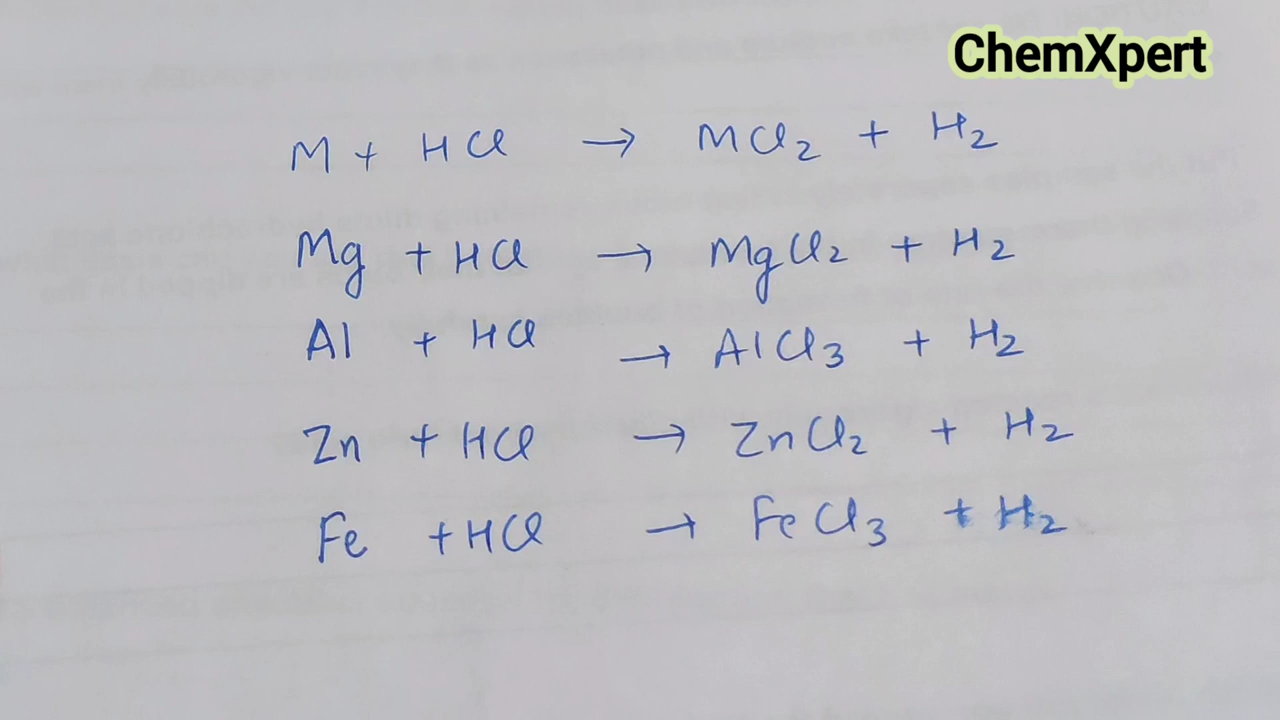 ChemXpert
M + HCl → MCl₂ + H₂
Mg + HCl → MgCl₂ + H₂
Al + HCl → AlCl₃ + H₂
Zn + HCl → ZnCl₂ + H₂
Fe + HCl → FeCl₃ + H₂